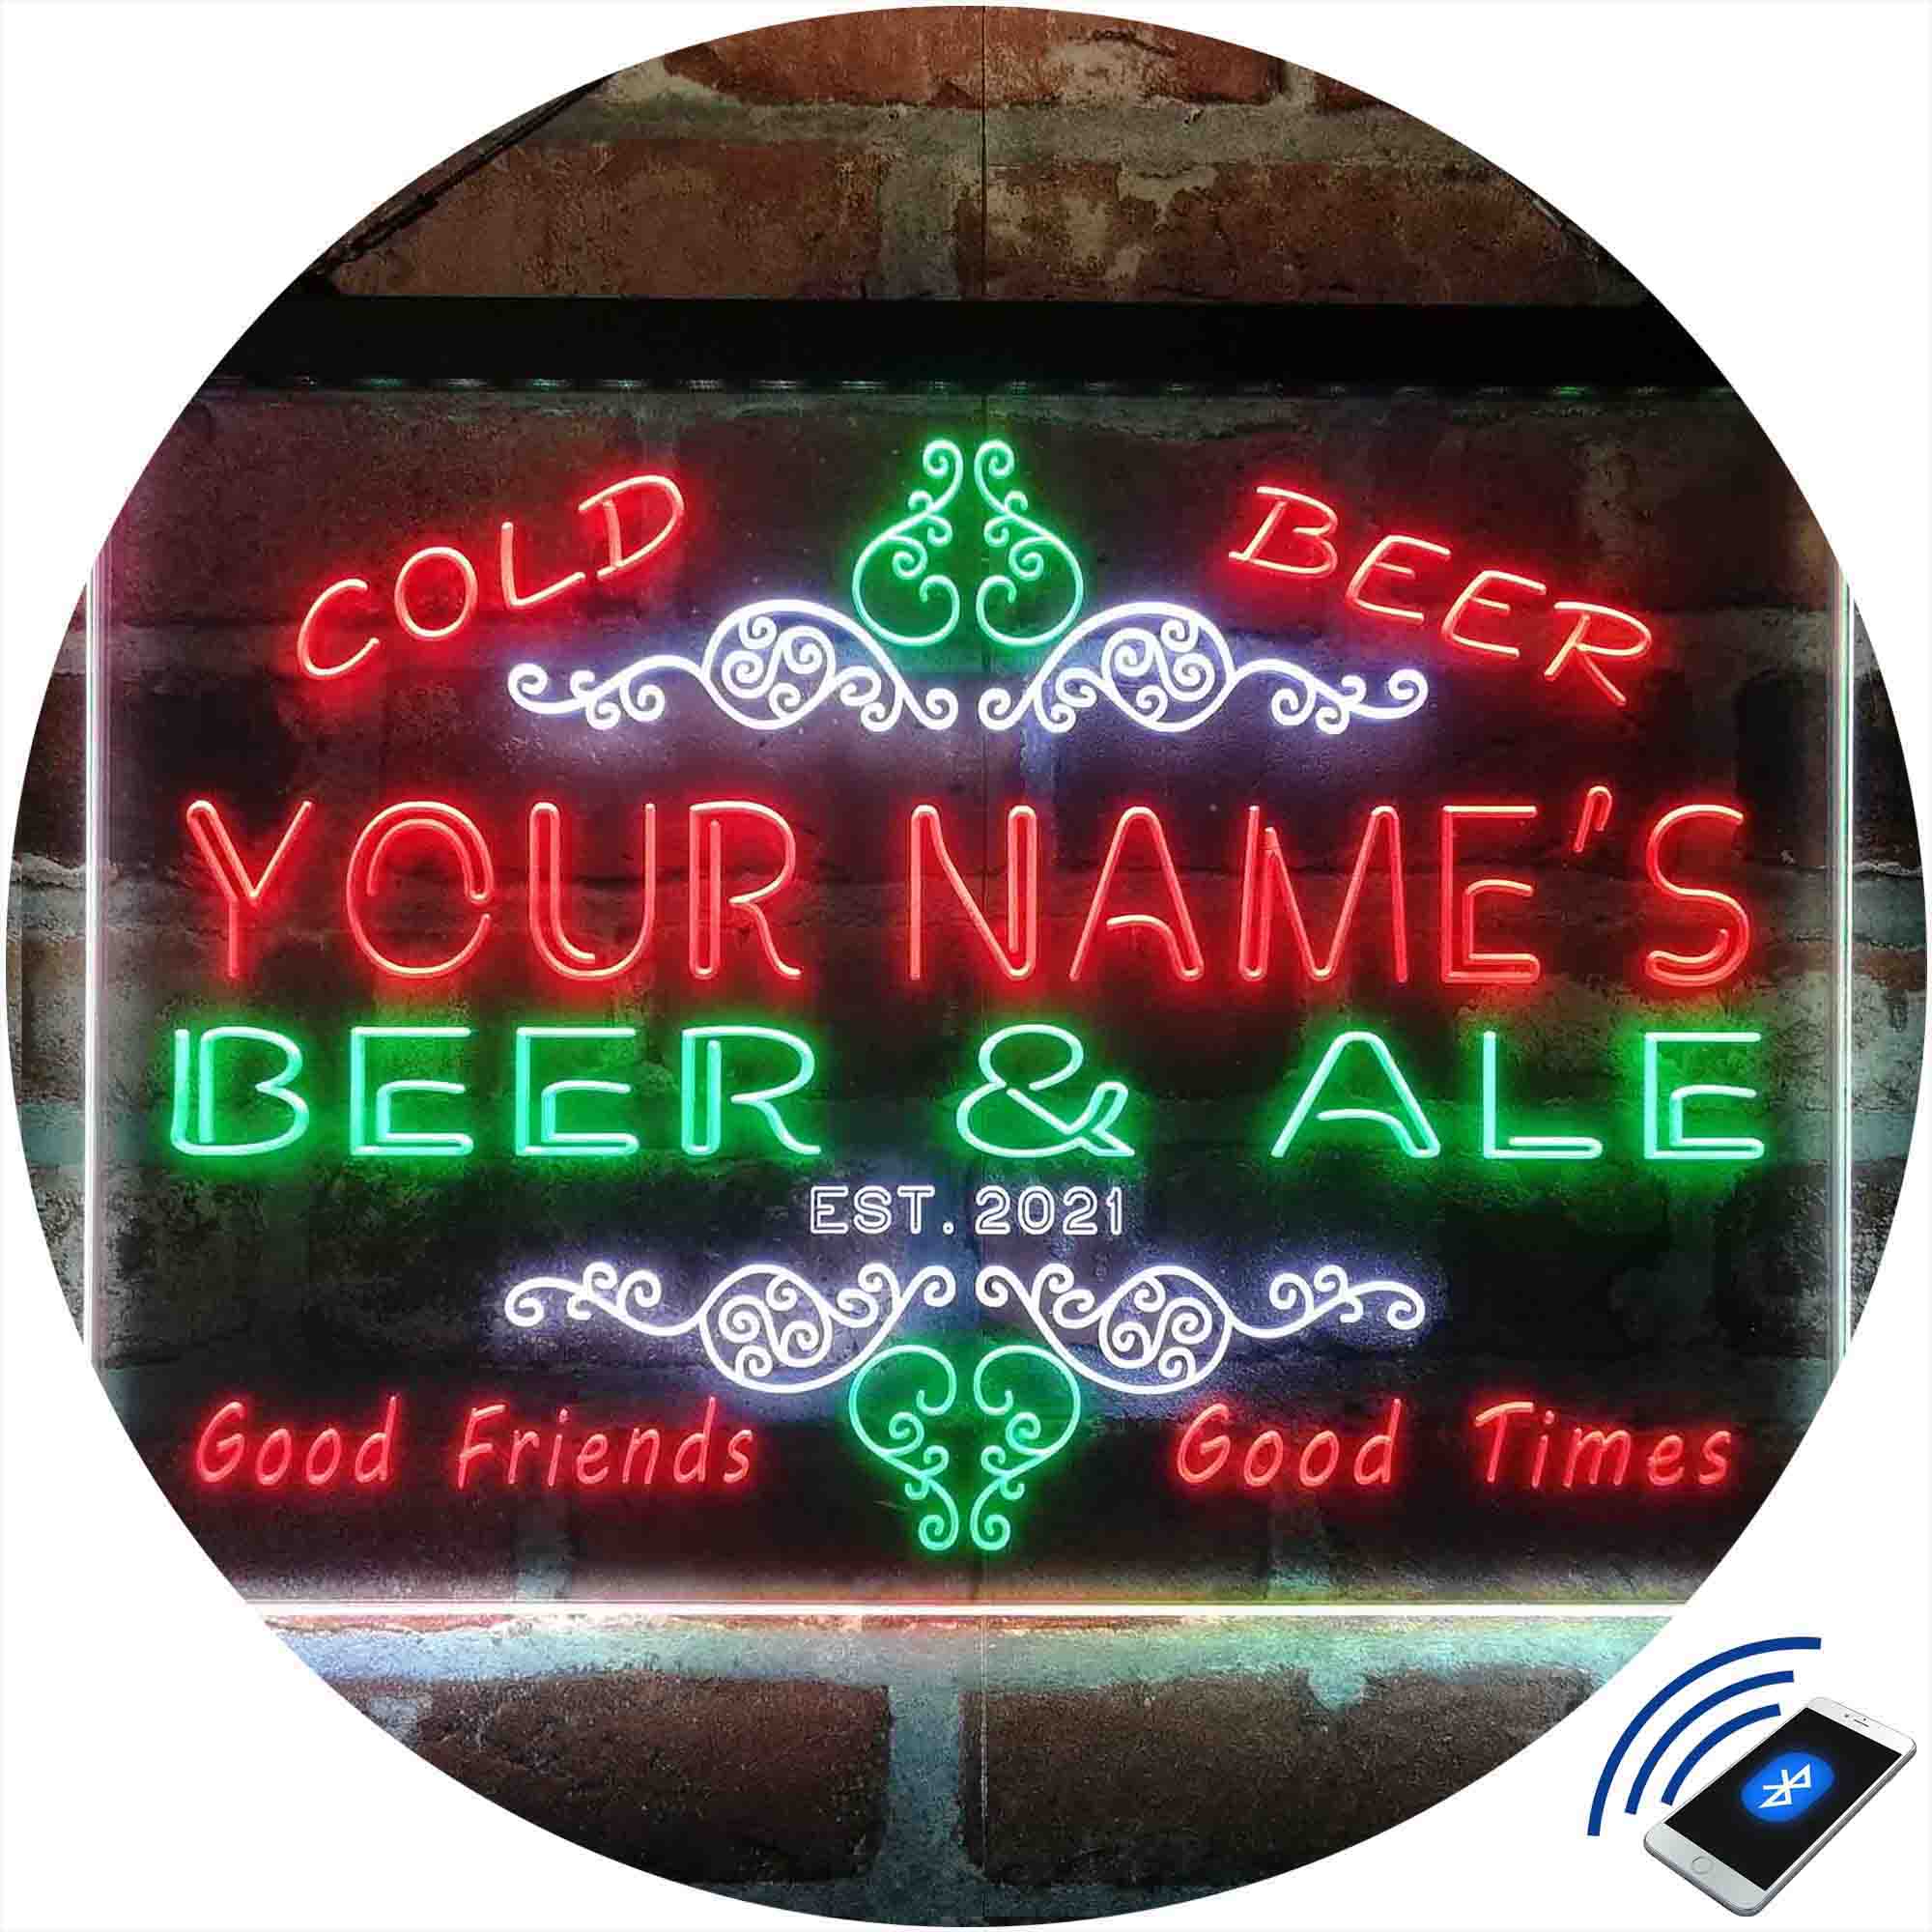 COLD BEER
YOUR NAME'S
BEER & ALE
EST. 2021
Good Friends Good Times